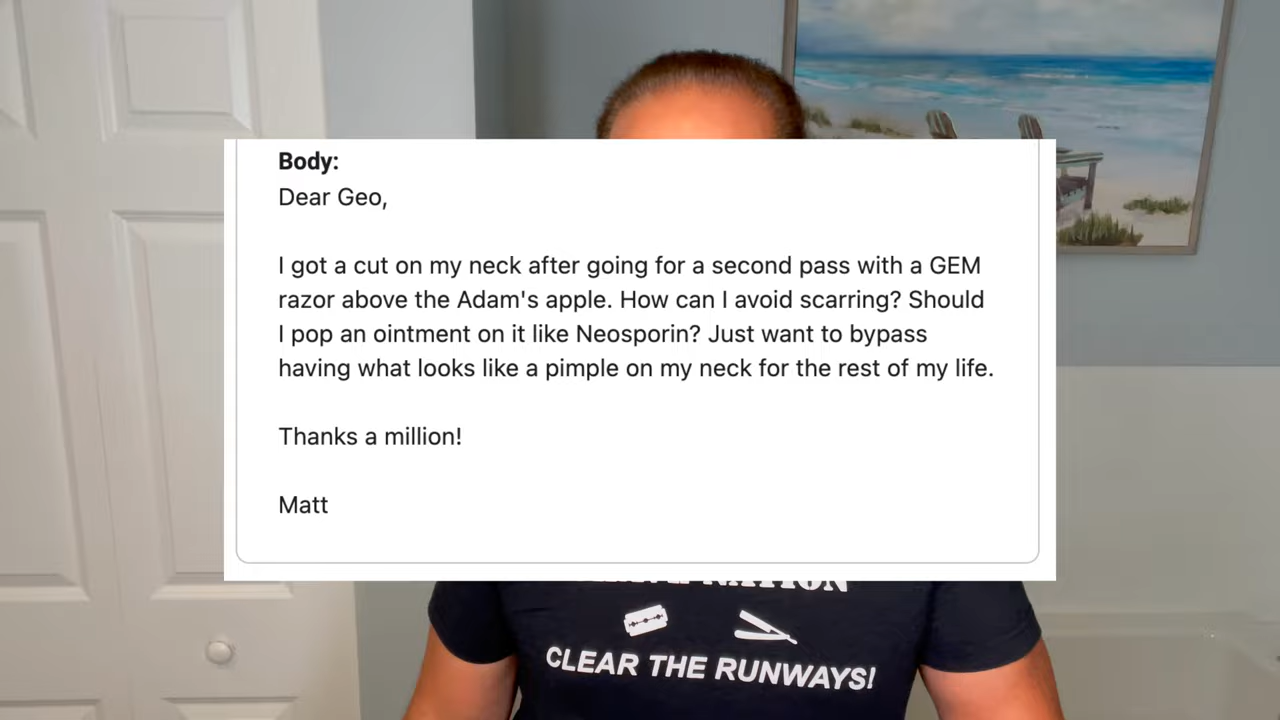 Body:
Dear Geo,
I got a cut on my neck after going for a second pass with a GEM
razor above the Adam's apple. How can I avoid scarring? Should
I pop an ointment on it like Neosporin? Just want to bypass
having what looks like a pimple on my neck for the rest of my life.
Thanks a million!
Matt
NATION
CLEAR THE RUNWAYS!